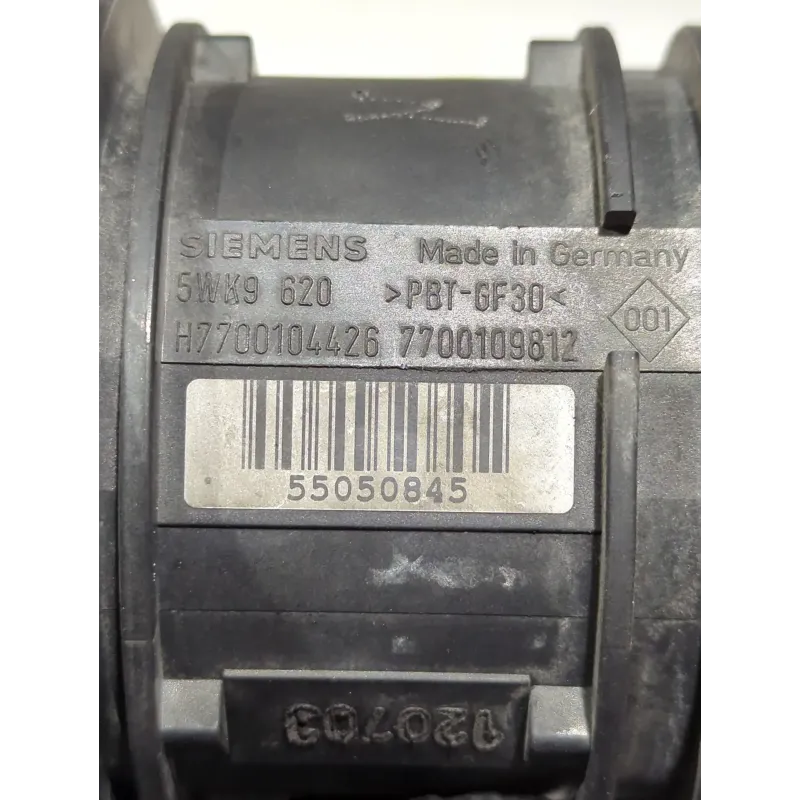 SIEMENS Made in Germany
5WK9 620 >PBT-GF30<
001
H7700104426 7700109812
55050845
120703